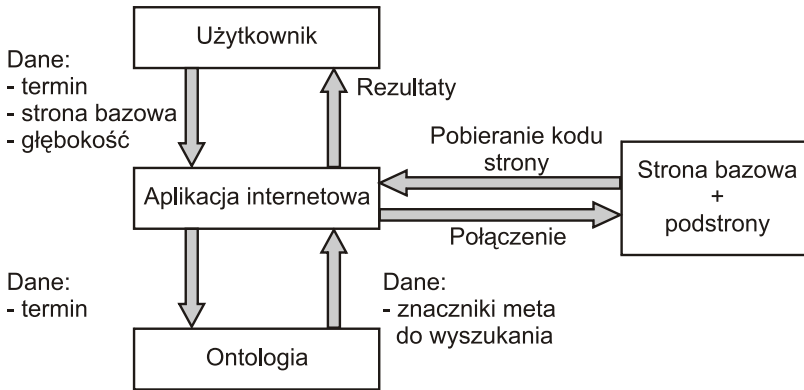 Użytkownik
Dane:
- termin
- strona bazowa
- głębokość
Rezultaty
Pobieranie kodu
strony
Aplikacja internetowa
Strona bazowa
+
podstrony
Połączenie
Dane:
- termin
Dane:
- znaczniki meta
do wyszukania
Ontologia